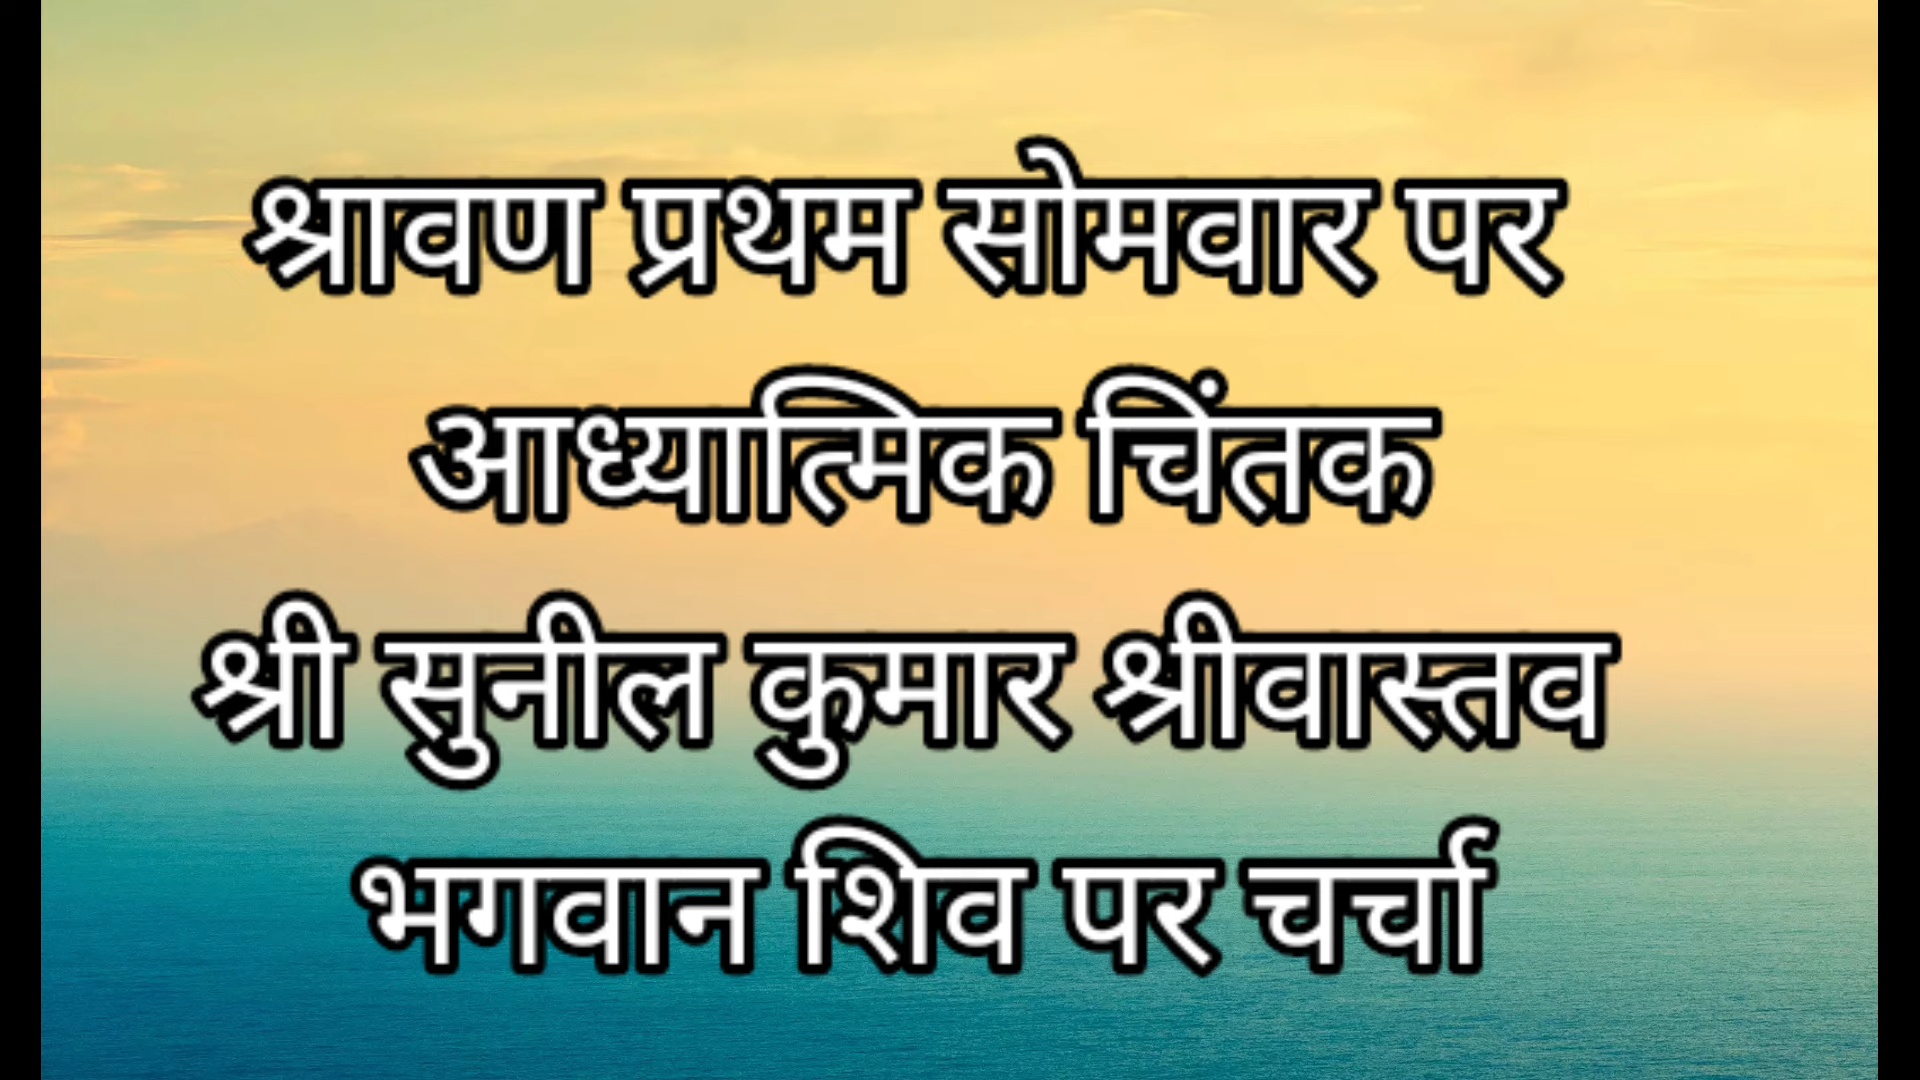 श्रावण प्रथम सोमवार पर
आध्यात्मिक चिंतक
श्री सुनील कुमार श्रीवास्तव
भगवान शिव पर चर्चा